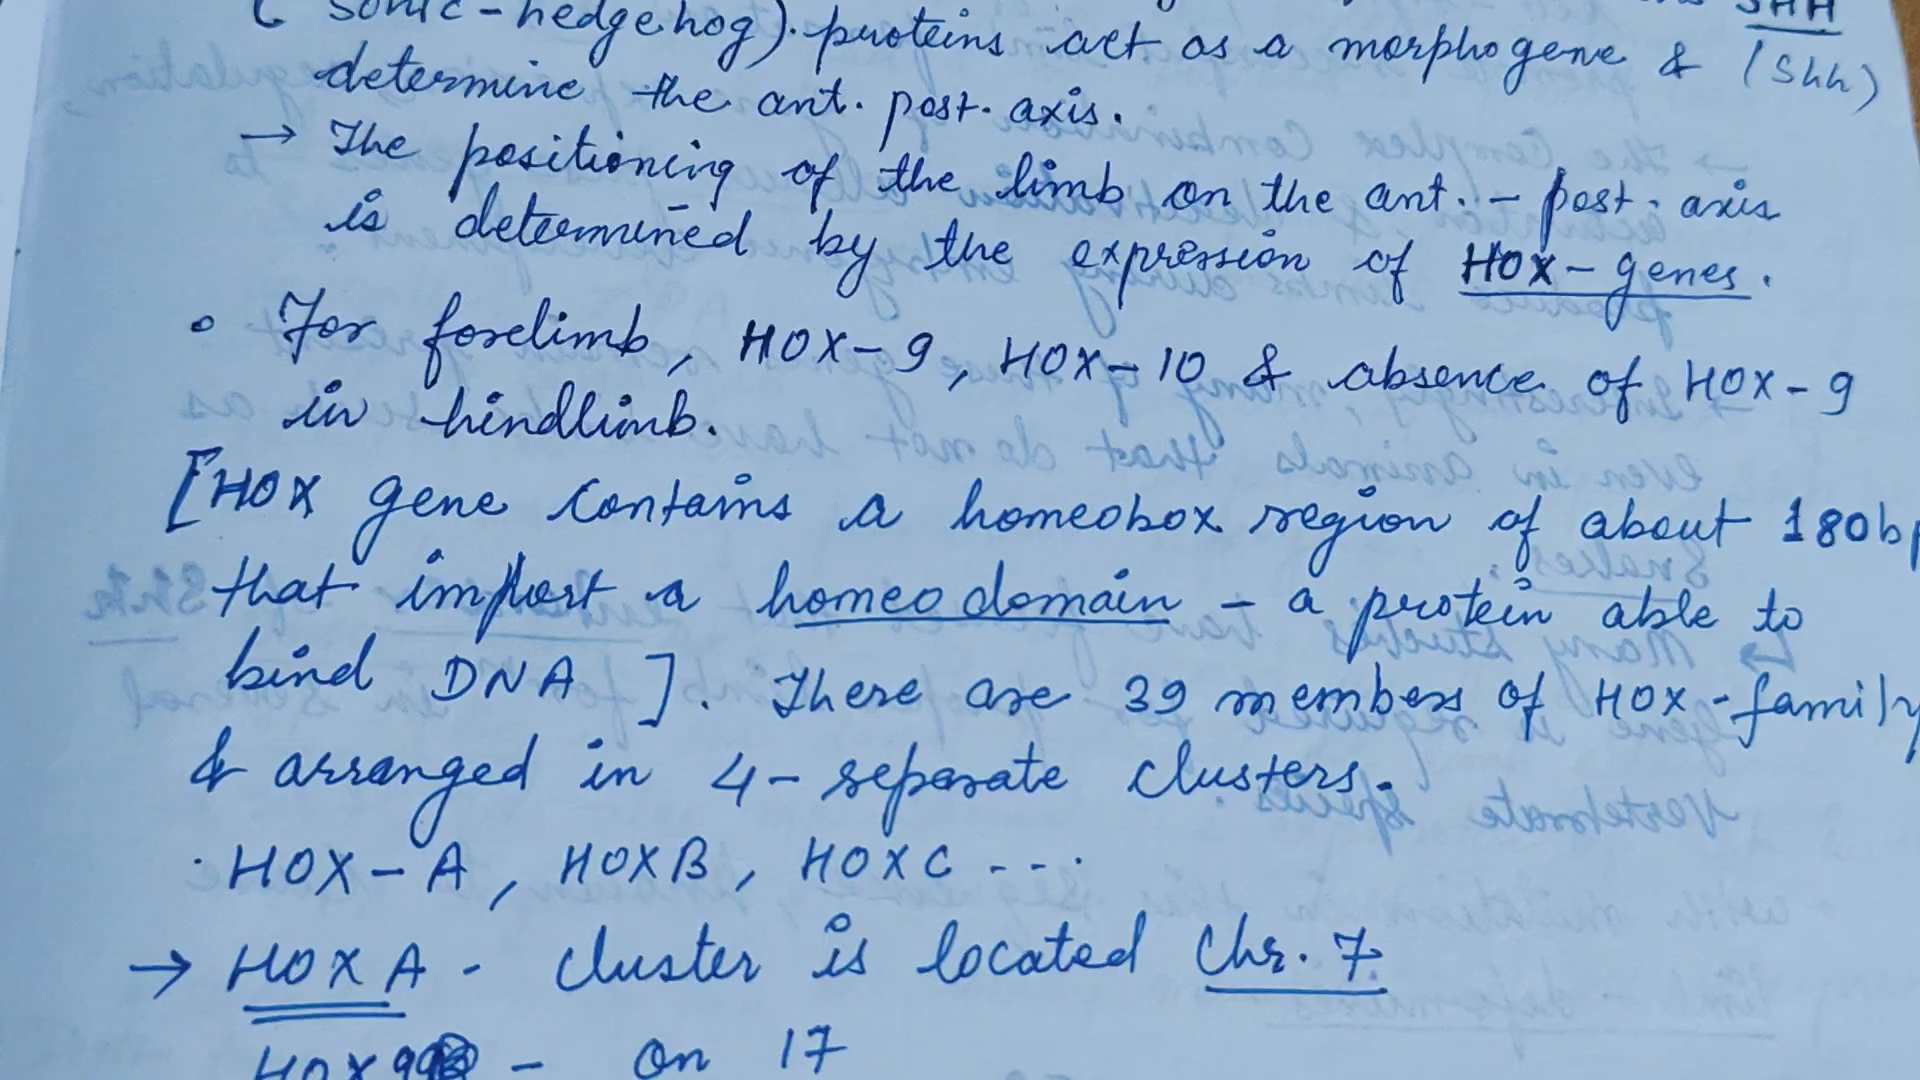 SHH
( sonic-hedgehog). proteins act as a morphogene & (Shh)
determine the ant. post. axis.
→ The positioning of the limb on the ant. - post. axis
is determined by the expression of HOX-genes.
∘ For forelimb, HOX-9, HOX-10 & absence of HOX-9
in hindlimb.
[HOX gene contains a homeobox region of about 180bp
that import a homeodomain - a protein able to
bind DNA ]. There are 39 members of HOX-family
& arranged in 4- separate clusters.
· HOX-A, HOXB, HOXC ---·
→ HOXA - cluster is located Chr. 7.
- on 17